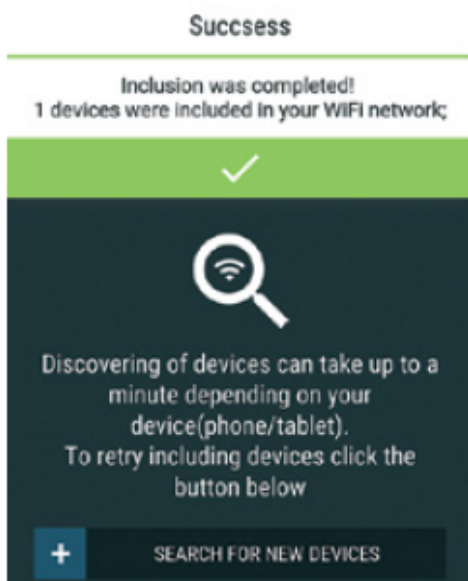 Succsess
Inclusion was completed!
1 devices were included in your WiFi network;
Discovering of devices can take up to a
minute depending on your
device(phone/tablet).
To retry including devices click the
button below
+ SEARCH FOR NEW DEVICES